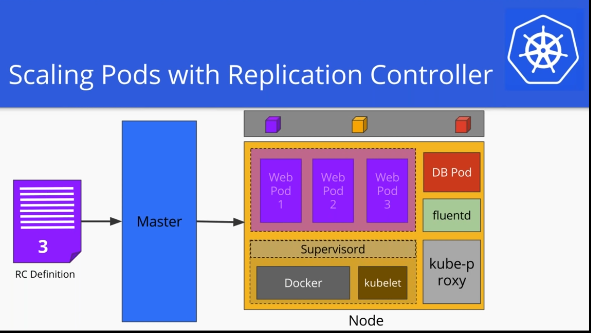 Scaling Pods with Replication Controller
3
RC Definition
Master
Web
Pod
1
Web
Pod
2
Web
Pod
3
DB Pod
fluentd
Supervisord
Docker
kubelet
kube-p
roxy
Node